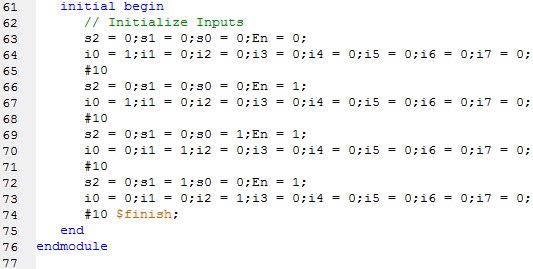 61 initial begin
62 // Initialize Inputs
63 s2 = 0;s1 = 0;s0 = 0;En = 0;
64 i0 = 1;i1 = 0;i2 = 0;i3 = 0;i4 = 0;i5 = 0;i6 = 0;i7 = 0;
65 #10
66 s2 = 0;s1 = 0;s0 = 0;En = 1;
67 i0 = 1;i1 = 0;i2 = 0;i3 = 0;i4 = 0;i5 = 0;i6 = 0;i7 = 0;
68 #10
69 s2 = 0;s1 = 0;s0 = 1;En = 1;
70 i0 = 0;i1 = 1;i2 = 0;i3 = 0;i4 = 0;i5 = 0;i6 = 0;i7 = 0;
71 #10
72 s2 = 0;s1 = 1;s0 = 0;En = 1;
73 i0 = 0;i1 = 0;i2 = 1;i3 = 0;i4 = 0;i5 = 0;i6 = 0;i7 = 0;
74 #10 $finish;
75 end
76 endmodule
77